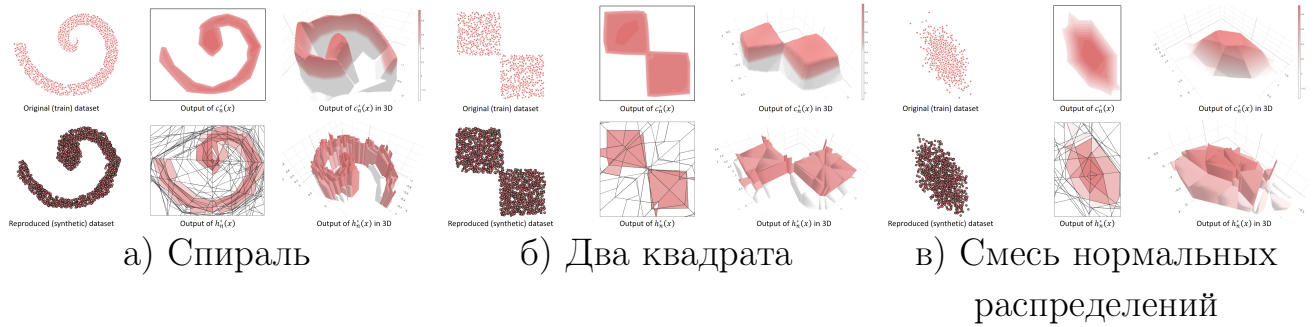 Original (train) dataset
Output of c*ₙ(x)
Output of c*ₙ(x) in 3D
Reproduced (synthetic) dataset
Output of h*ₙ(x)
Output of h*ₙ(x) in 3D
а) Спираль
Original (train) dataset
Output of c*ₙ(x)
Output of c*ₙ(x) in 3D
Reproduced (synthetic) dataset
Output of h*ₙ(x)
Output of h*ₙ(x) in 3D
б) Два квадрата
Original (train) dataset
Output of c*ₙ(x)
Output of c*ₙ(x) in 3D
Reproduced (synthetic) dataset
Output of h*ₙ(x)
Output of h*ₙ(x) in 3D
в) Смесь нормальных
распределений